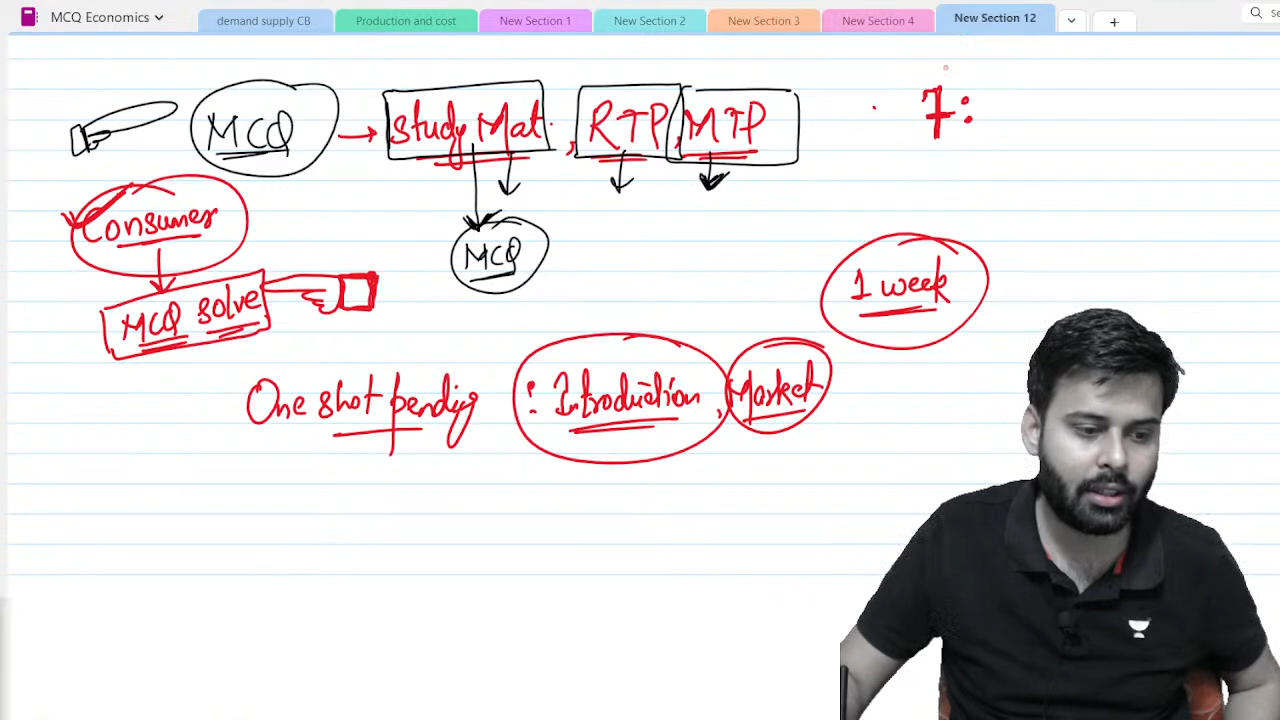 MCQ Economics
demand supply CB
Production and cost
New Section 1
New Section 2
New Section 3
New Section 4
New Section 12
Se
MCQ → Study Mat., RTP, MTP
7:
Consumer
MCQ
MCQ solve
1 week
One shot pending : Introduction, Market